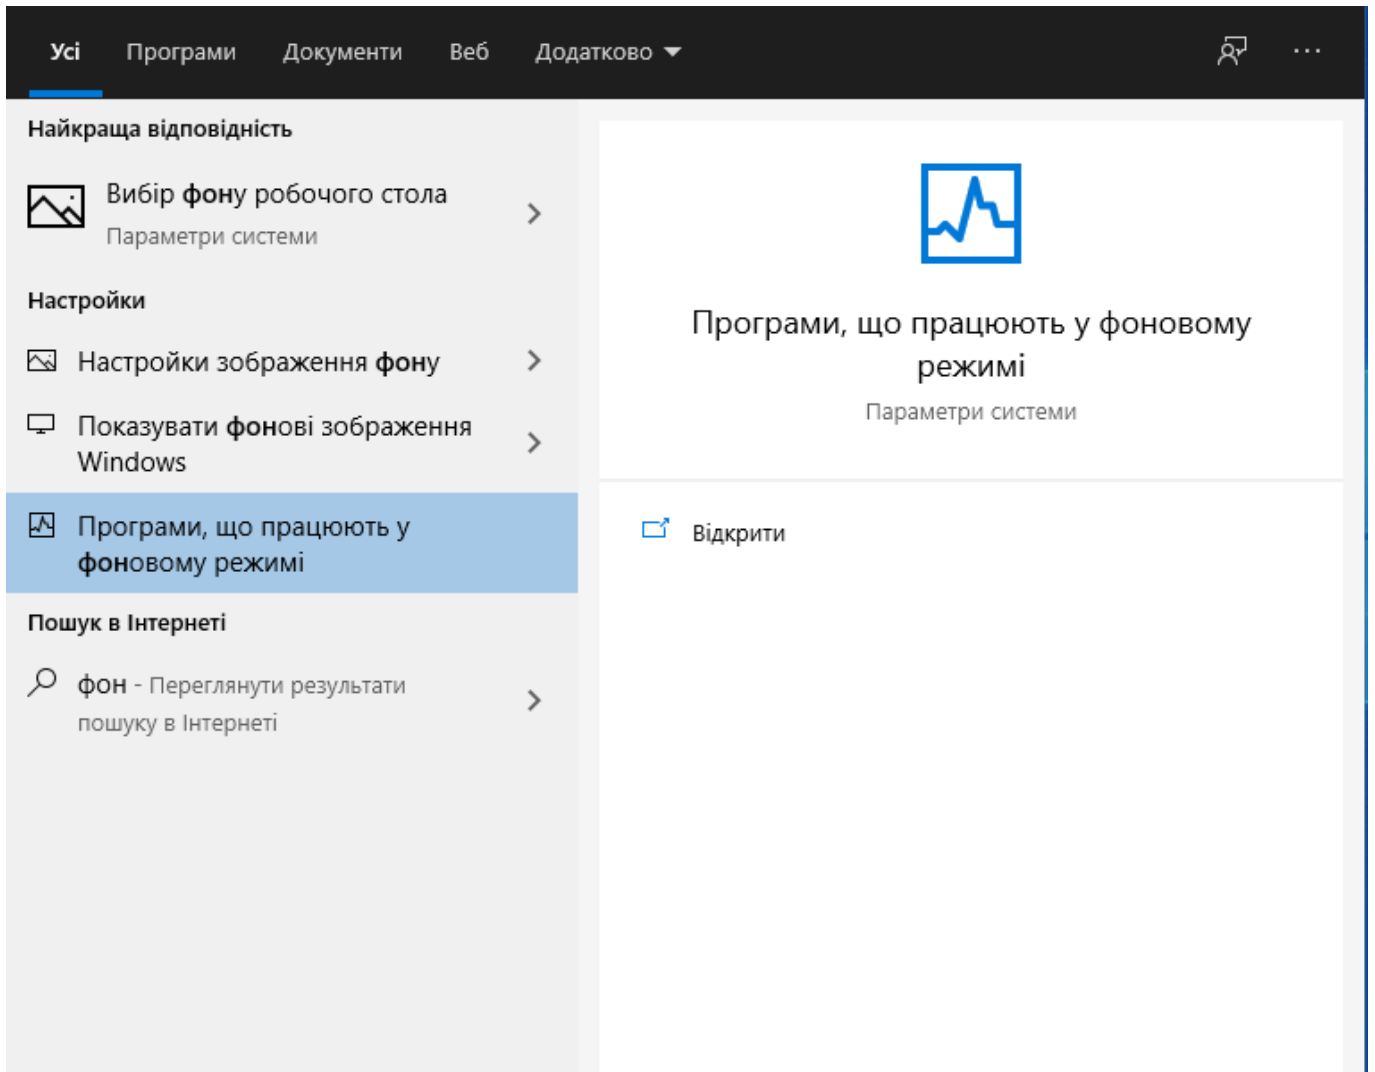 Усі Програми Документи Веб Додатково
Найкраща відповідність
Вибір фону робочого стола
Параметри системи
Настройки
Настройки зображення фону
Показувати фонові зображення
Windows
Програми, що працюють у
фоновому режимі
Пошук в Інтернеті
фон - Переглянути результати
пошуку в Інтернеті
Програми, що працюють у фоновому
режимі
Параметри системи
Відкрити